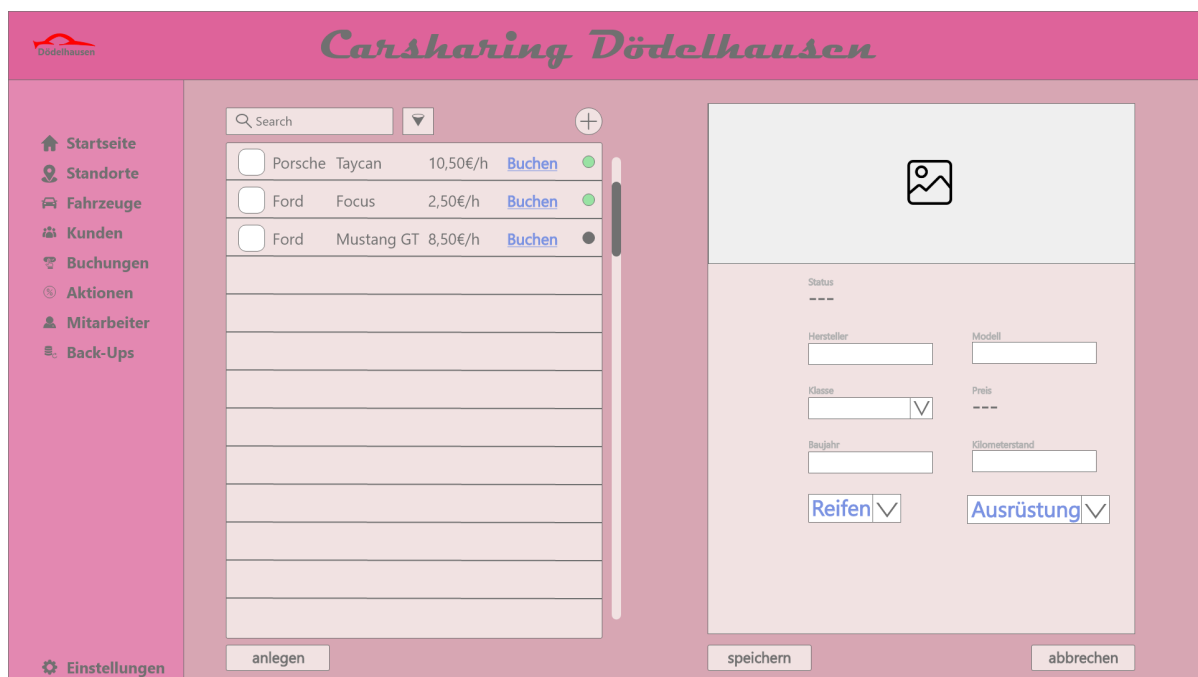 Dödelhausen
Carsharing Dödelhausen
Startseite
Standorte
Fahrzeuge
Kunden
Buchungen
Aktionen
Mitarbeiter
Back-Ups
Einstellungen
Search
Porsche Taycan 10,50€/h Buchen
Ford Focus 2,50€/h Buchen
Ford Mustang GT 8,50€/h Buchen
anlegen
Status
---
Hersteller Modell
Klasse Preis
---
Baujahr Kilometerstand
Reifen Ausrüstung
speichern abbrechen